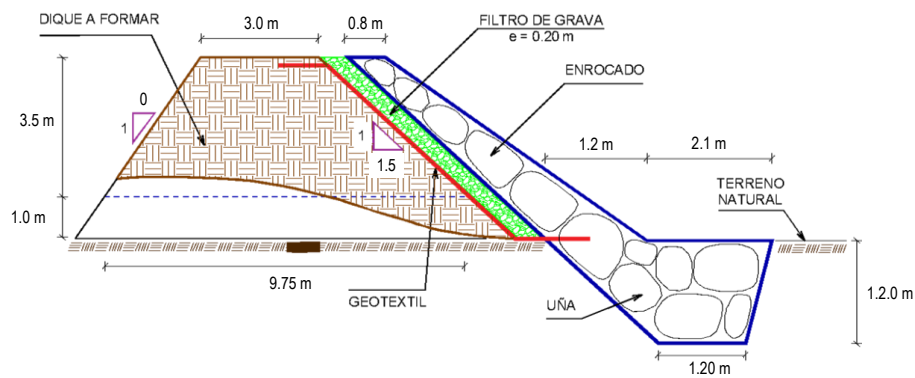 DIQUE A FORMAR
3.0 m
0.8 m
FILTRO DE GRAVA
e = 0.20 m
ENROCADO
3.5 m
0
1
1
1.5
1.2 m
2.1 m
TERRENO
NATURAL
1.0 m
9.75 m
GEOTEXTIL
UÑA
1.2.0 m
1.20 m